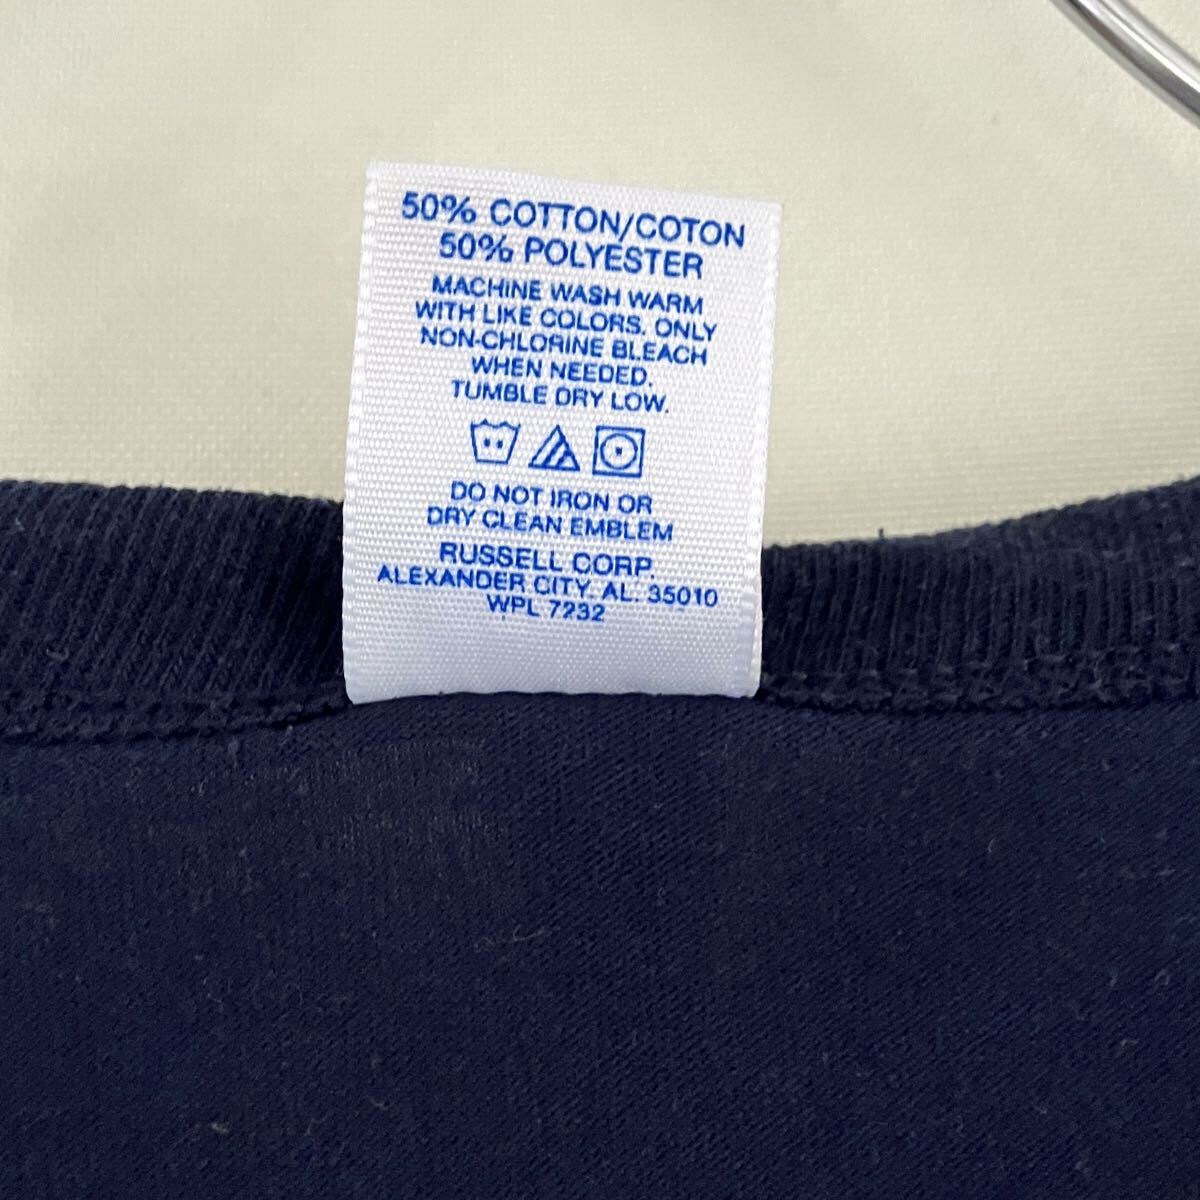 50% COTTON/COTON
50% POLYESTER
MACHINE WASH WARM
WITH LIKE COLORS. ONLY
NON-CHLORINE BLEACH
WHEN NEEDED.
TUMBLE DRY LOW.
DO NOT IRON OR
DRY CLEAN EMBLEM
RUSSELL CORP.
ALEXANDER CITY. AL. 35010
WPL 7232